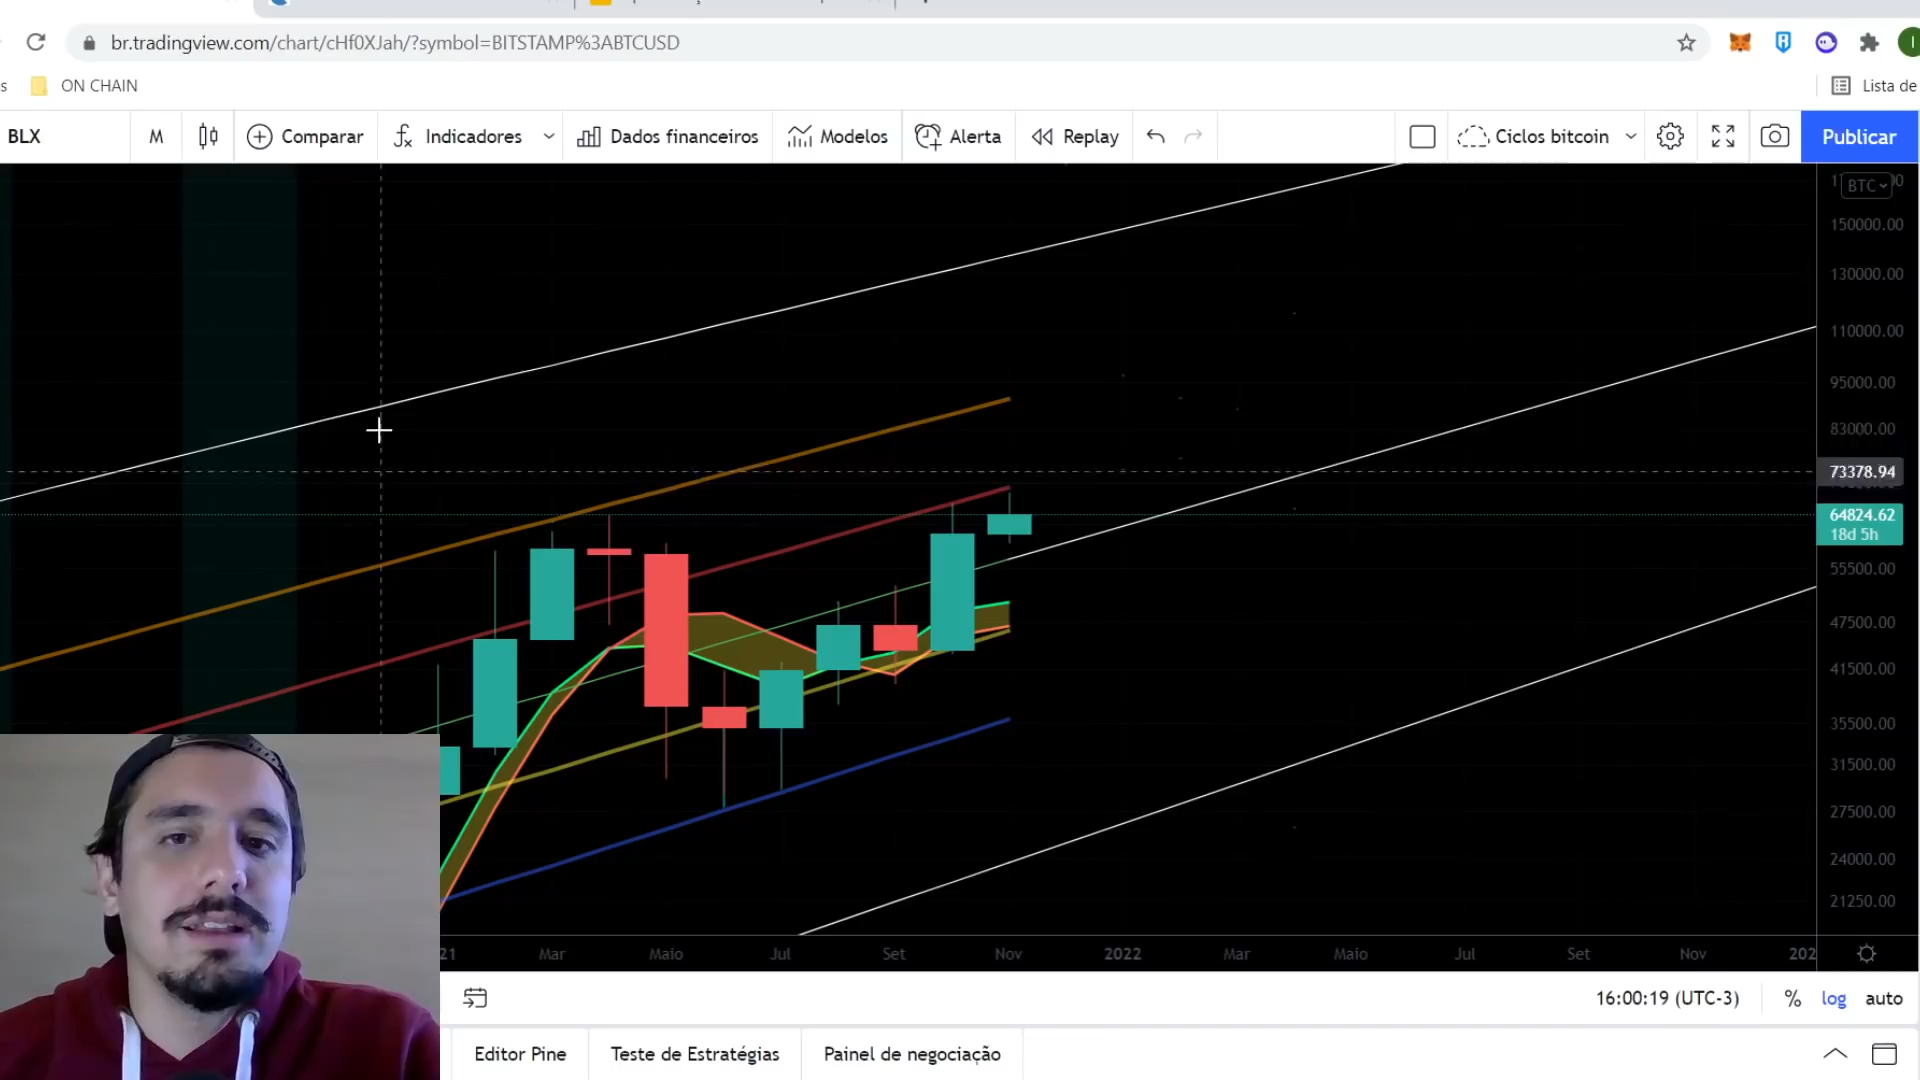 br.tradingview.com/chart/cHf0XJah/?symbol=BITSTAMP%3ABTCUSD
ON CHAIN
Lista de
BLX
M
Comparar
Indicadores
Dados financeiros
Modelos
Alerta
Replay
Ciclos bitcoin
Publicar
BTC
150000.00
130000.00
110000.00
95000.00
83000.00
73378.94
64824.62
18d 5h
55500.00
47500.00
41500.00
35500.00
31500.00
27500.00
24000.00
21250.00
21 Mar Maio Jul Set Nov 2022 Mar Maio Jul Set Nov 202
16:00:19 (UTC-3)
%
log
auto
Editor Pine
Teste de Estratégias
Painel de negociação